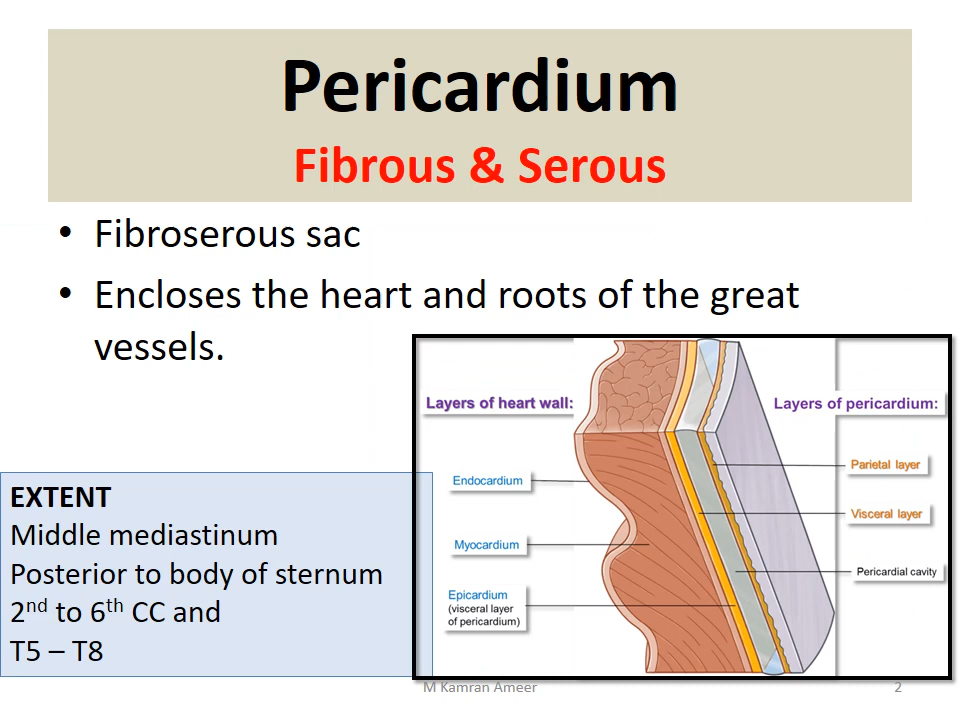 Pericardium
Fibrous & Serous
• Fibroserous sac
• Encloses the heart and roots of the great
vessels.
Layers of heart wall:
Layers of pericardium:
Endocardium
Myocardium
Epicardium
(visceral layer
of pericardium)
Parietal layer
Visceral layer
Pericardial cavity
EXTENT
Middle mediastinum
Posterior to body of sternum
2nd to 6th CC and
T5 – T8
M Kamran Ameer
2